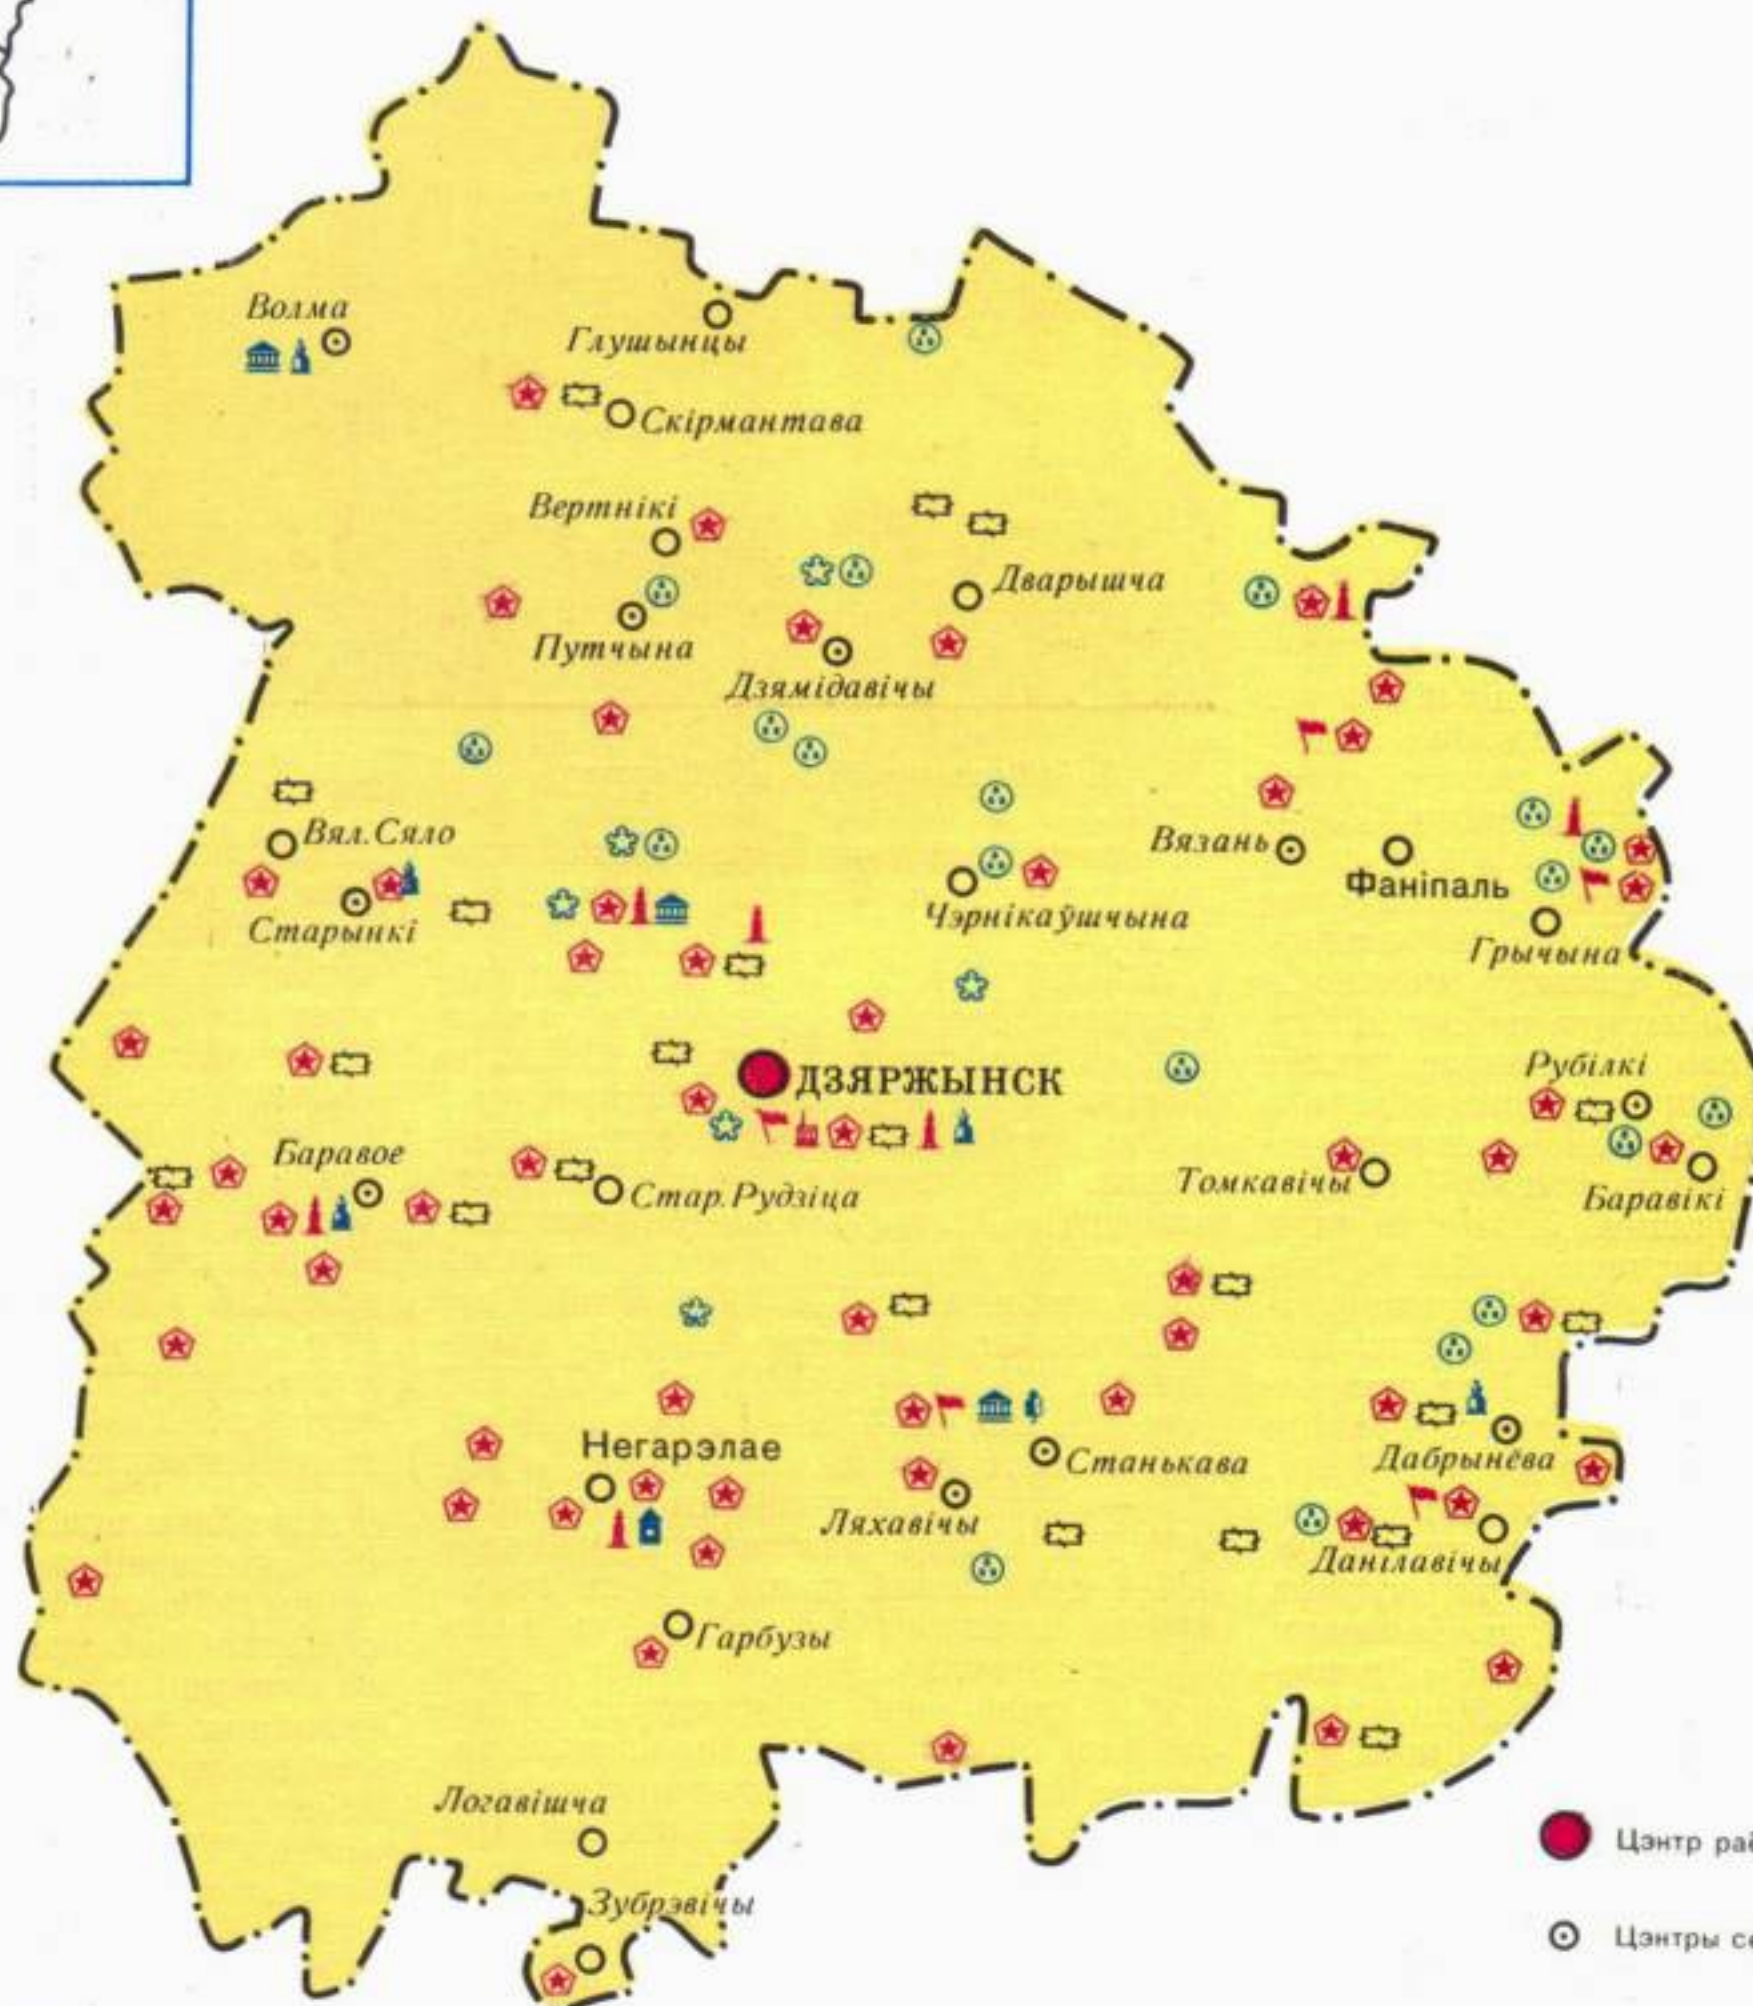 Волма
Глушынцы
Скірмантава
Вертнікі
Дварышча
Путчына
Дзямідавічы
Вял. Сяло
Вязань
Фаніпаль
Старынкі
Чэрнікаўшчына
Грычына
ДЗЯРЖЫНСК
Рубілкі
Баравое
Стар. Рудзіца
Томкавічы
Баравікі
Негарэлае
Станькава
Дабрынёва
Ляхавічы
Данілавічы
Гарбузы
Логавішча
Цэнтр
Зубрэвічы
Цэнтры